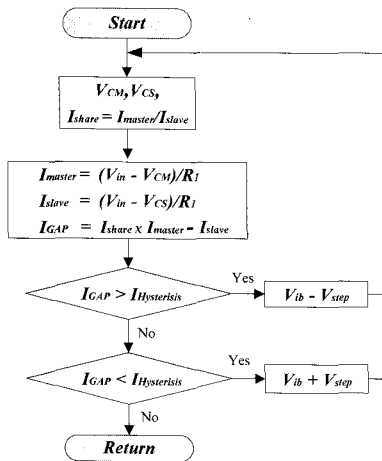 Start
VCM,VCS,
Ishare = Imaster/Islave
Imaster = (Vin - VCM)/R1
Islave = (Vin - VCS)/R1
IGAP = Ishare x Imaster - Islave
IGAP > IHysterisis
Yes
Vib - Vstep
No
IGAP < IHysterisis
Yes
Vib + Vstep
No
Return